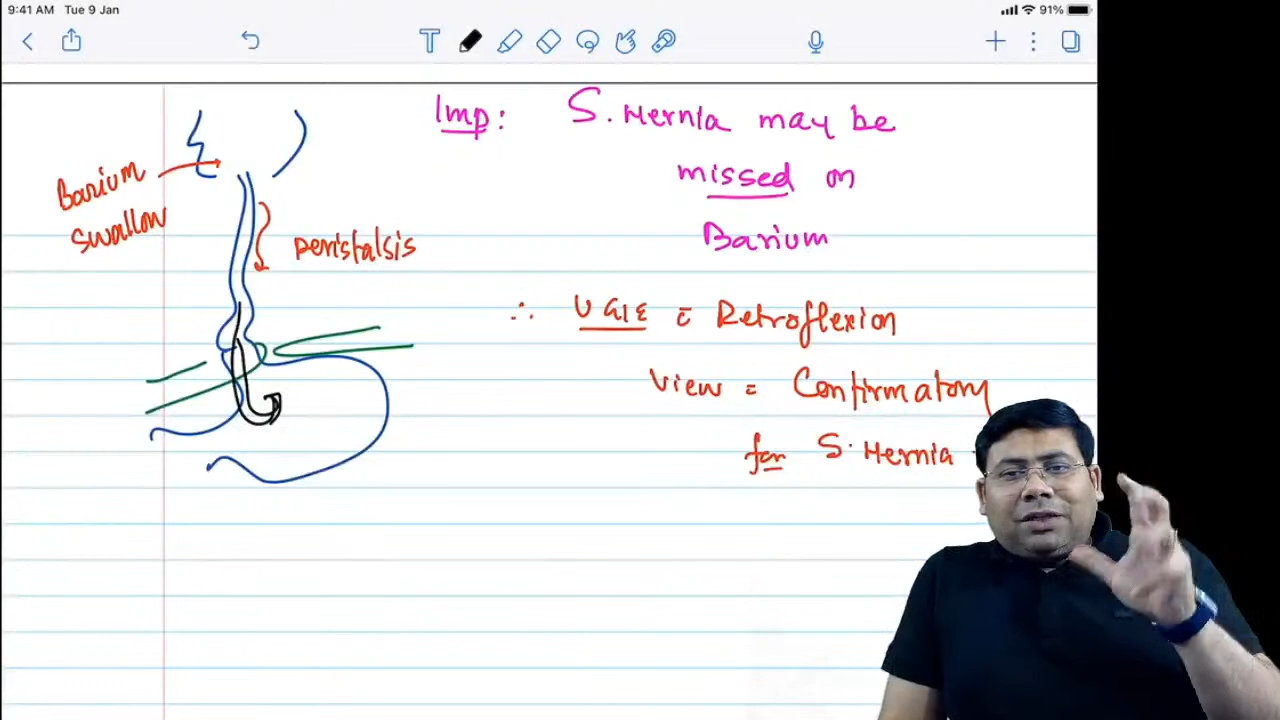 9:41 AM Tue 9 Jan
91%
Imp: S. Hernia may be
missed on
Barium
Barium
swallow
peristalsis
∴ UGIE c̄ Retroflexion
View = Confirmatory
for S. Hernia